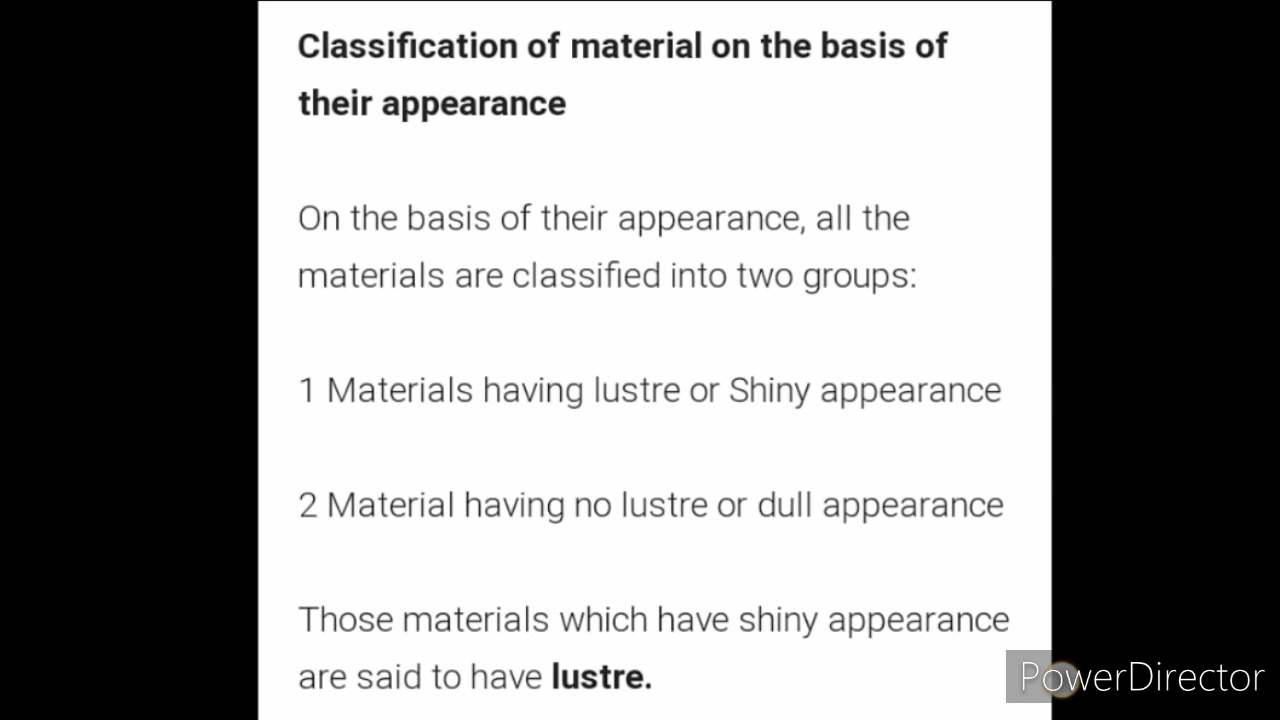 Classification of material on the basis of
their appearance
On the basis of their appearance, all the
materials are classified into two groups:
1 Materials having lustre or Shiny appearance
2 Material having no lustre or dull appearance
Those materials which have shiny appearance
are said to have lustre.
PowerDirector